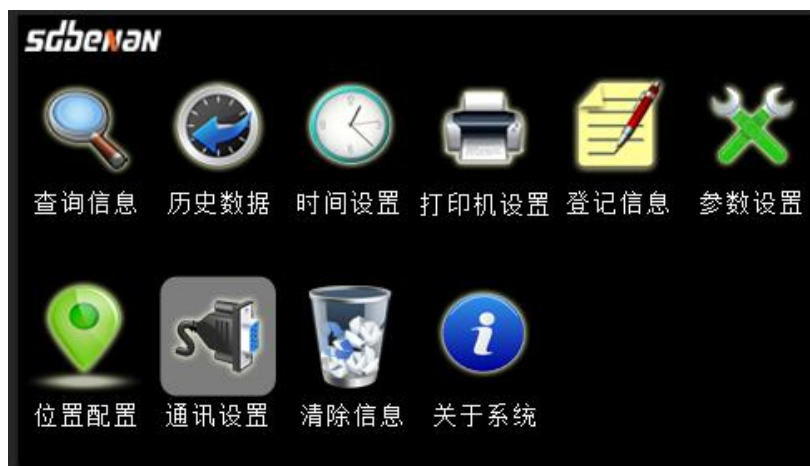 sdbenan
查询信息 历史数据 时间设置 打印机设置 登记信息 参数设置
位置配置 通讯设置 清除信息 关于系统